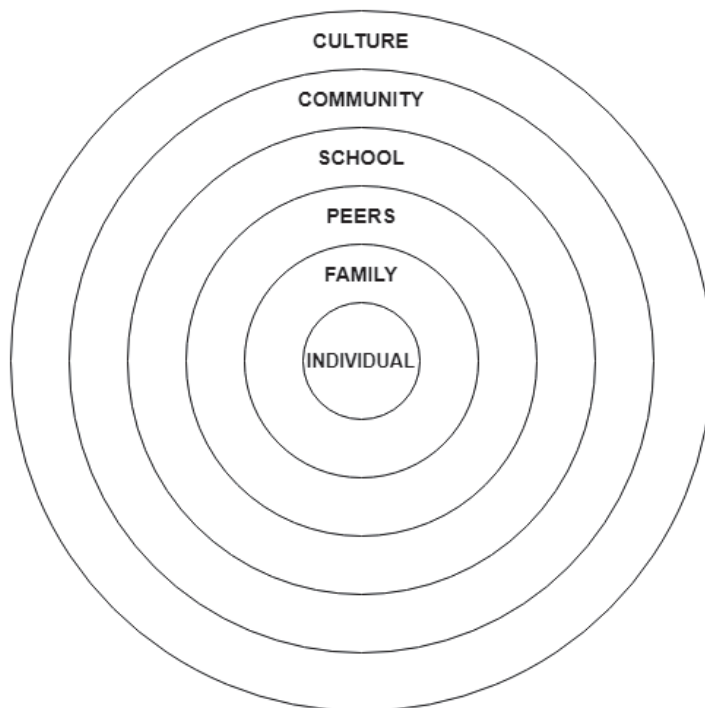 CULTURE
COMMUNITY
SCHOOL
PEERS
FAMILY
INDIVIDUAL